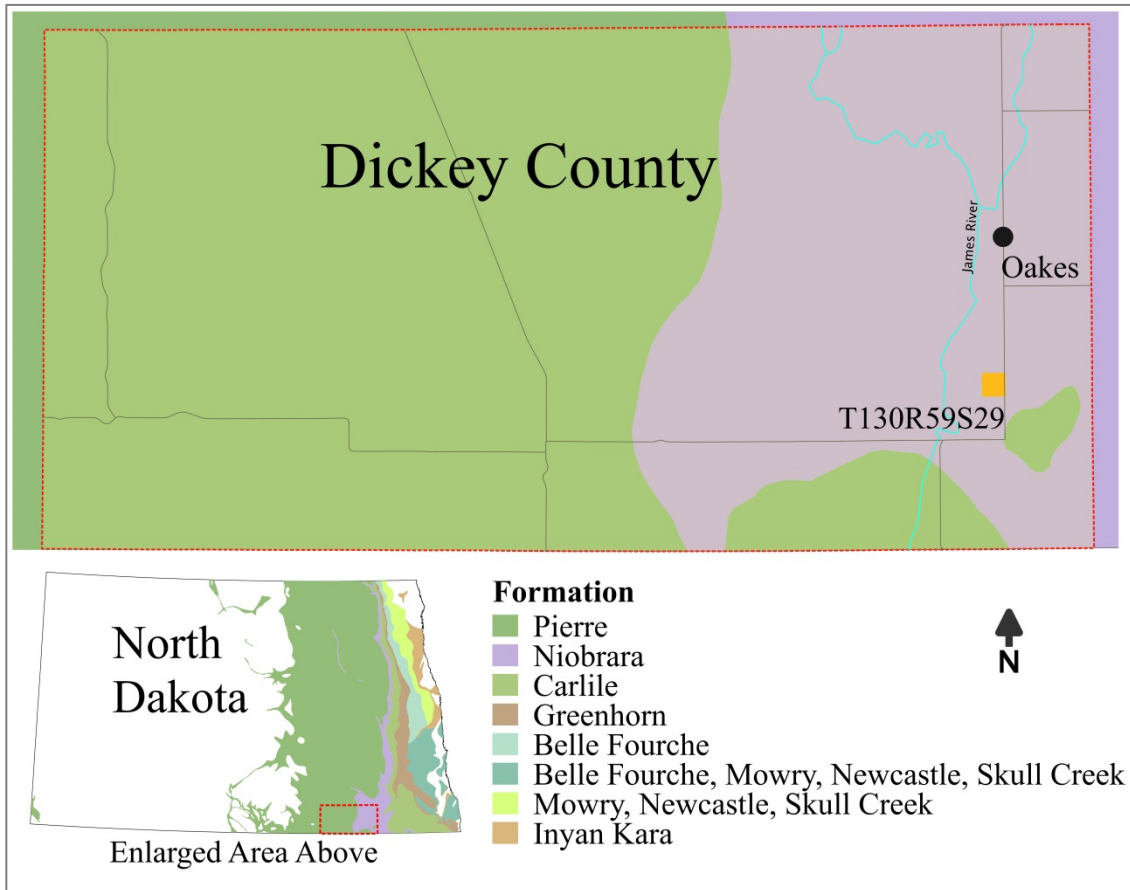 Dickey County
James River
Oakes
T130R59S29
North
Dakota
Enlarged Area Above
Formation
Pierre
Niobrara
Carlile
Greenhorn
Belle Fourche
Belle Fourche, Mowry, Newcastle, Skull Creek
Mowry, Newcastle, Skull Creek
Inyan Kara
N